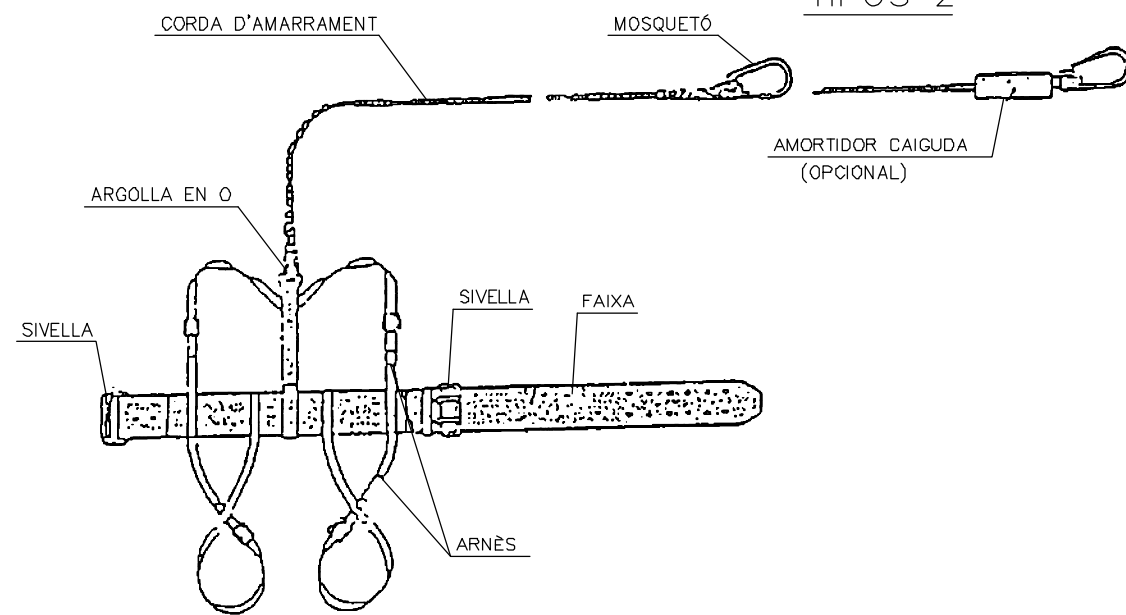 CORDA D'AMARRAMENT
MOSQUETÓ
AMORTIDOR CAIGUDA
(OPCIONAL)
ARGOLLA EN O
SIVELLA
FAIXA
SIVELLA
ARNÈS